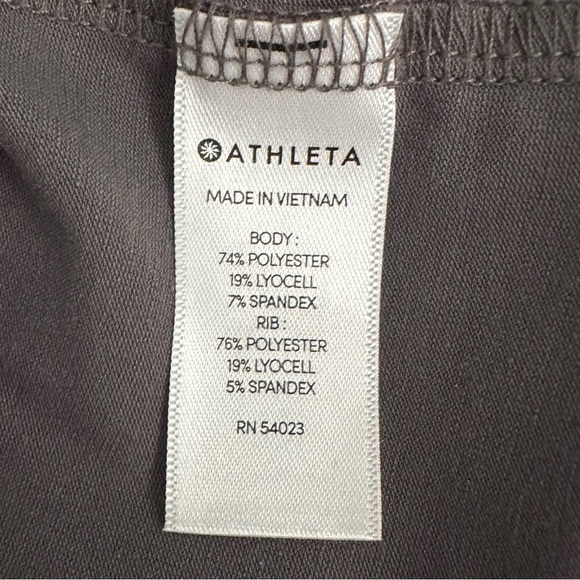 ATHLETA
MADE IN VIETNAM
BODY :
74% POLYESTER
19% LYOCELL
7% SPANDEX
RIB :
76% POLYESTER
19% LYOCELL
5% SPANDEX
RN 54023